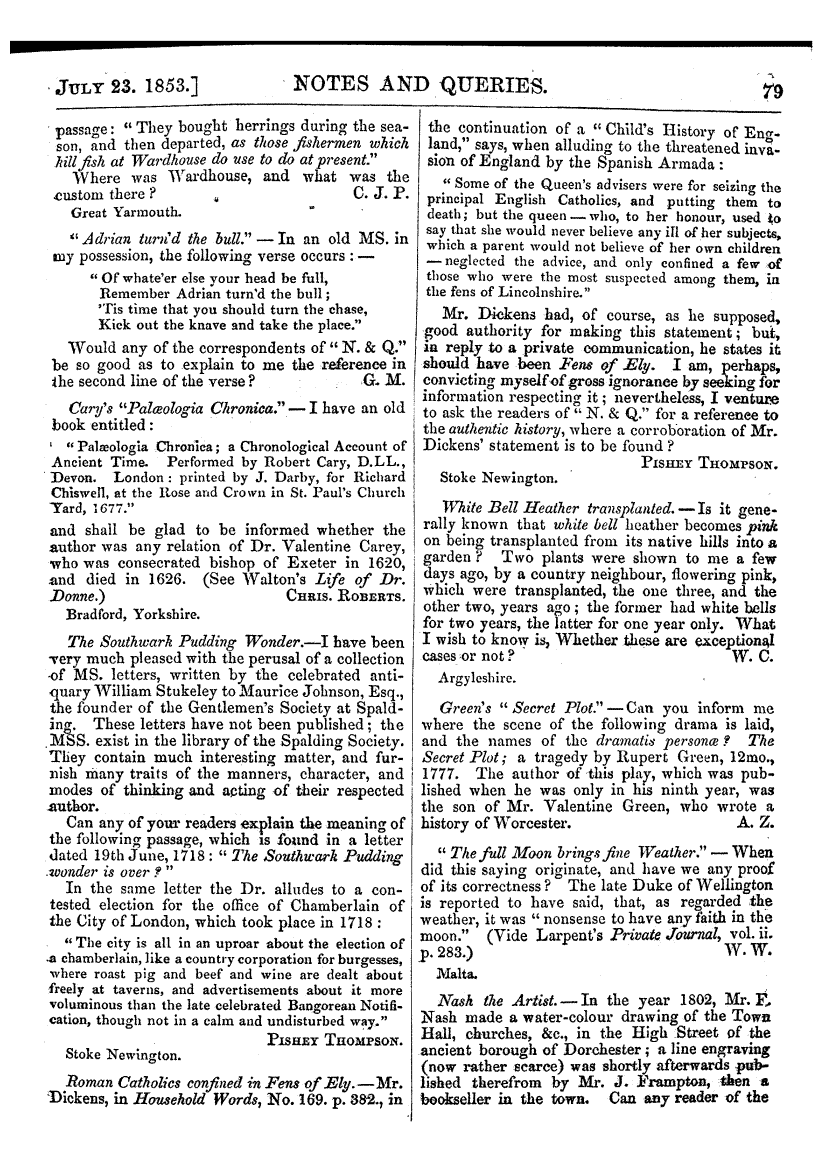 JULY 23. 1853.] NOTES AND QUERIES. 79
passage: "They bought herrings during the sea-
son, and then departed, as those fishermen which
kill fish at Wardhouse do use to do at present."
Where was Wardhouse, and what was the
custom there? C. J. P.
Great Yarmouth.
"Adrian turn'd the bull." — In an old MS. in
my possession, the following verse occurs: —
"Of whate'er else your head be full,
Remember Adrian turn'd the bull;
'Tis time that you should turn the chase,
Kick out the knave and take the place."
Would any of the correspondents of "N. & Q."
be so good as to explain to me the reference in
the second line of the verse? G. M.
Cary's "Palæologia Chronica." — I have an old
book entitled:
"Palæologia Chronica; a Chronological Account of
Ancient Time. Performed by Robert Cary, D.LL.,
Devon. London: printed by J. Darby, for Richard
Chiswell, at the Rose and Crown in St. Paul's Church
Yard, 1677."
and shall be glad to be informed whether the
author was any relation of Dr. Valentine Carey,
who was consecrated bishop of Exeter in 1620,
and died in 1626. (See Walton's Life of Dr.
Donne.) CHRIS. ROBERTS.
Bradford, Yorkshire.
The Southwark Pudding Wonder.—I have been
very much pleased with the perusal of a collection
of MS. letters, written by the celebrated anti-
quary William Stukeley to Maurice Johnson, Esq.,
the founder of the Gentlemen's Society at Spald-
ing. These letters have not been published; the
MSS. exist in the library of the Spalding Society.
They contain much interesting matter, and fur-
nish many traits of the manners, character, and
modes of thinking and acting of their respected
author.
Can any of your readers explain the meaning of
the following passage, which is found in a letter
dated 19th June, 1718: "The Southwark Pudding
wonder is over?"
In the same letter the Dr. alludes to a con-
tested election for the office of Chamberlain of
the City of London, which took place in 1718:
"The city is all in an uproar about the election of
a chamberlain, like a country corporation for burgesses,
where roast pig and beef and wine are dealt about
freely at taverns, and advertisements about it more
voluminous than the late celebrated Bangorean Notifi-
cation, though not in a calm and undisturbed way."
PISHEY THOMPSON.
Stoke Newington.
Roman Catholics confined in Fens of Ely.—Mr.
Dickens, in Household Words, No. 169. p. 382., in
the continuation of a "Child's History of Eng-
land," says, when alluding to the threatened inva-
sion of England by the Spanish Armada:
"Some of the Queen's advisers were for seizing the
principal English Catholics, and putting them to
death; but the queen — who, to her honour, used to
say that she would never believe any ill of her subjects,
which a parent would not believe of her own children
— neglected the advice, and only confined a few of
those who were the most suspected among them, in
the fens of Lincolnshire."
Mr. Dickens had, of course, as he supposed,
good authority for making this statement; but,
in reply to a private communication, he states it
should have been Fens of Ely. I am, perhaps,
convicting myself of gross ignorance by seeking for
information respecting it; nevertheless, I venture
to ask the readers of "N. & Q." for a reference to
the authentic history, where a corroboration of Mr.
Dickens' statement is to be found?
PISHEY THOMPSON.
Stoke Newington.
White Bell Heather transplanted. — Is it gene-
rally known that white bell heather becomes pink
on being transplanted from its native hills into a
garden? Two plants were shown to me a few
days ago, by a country neighbour, flowering pink,
which were transplanted, the one three, and the
other two, years ago; the former had white bells
for two years, the latter for one year only. What
I wish to know is, Whether these are exceptional
cases or not? W. C.
Argyleshire.
Green's "Secret Plot." — Can you inform me
where the scene of the following drama is laid,
and the names of the dramatis personæ? The
Secret Plot; a tragedy by Rupert Green, 12mo.,
1777. The author of this play, which was pub-
lished when he was only in his ninth year, was
the son of Mr. Valentine Green, who wrote a
history of Worcester. A. Z.
"The full Moon brings fine Weather." — When
did this saying originate, and have we any proof
of its correctness? The late Duke of Wellington
is reported to have said, that, as regarded the
weather, it was "nonsense to have any faith in the
moon." (Vide Larpent's Private Journal, vol. ii.
p. 283.) W. W.
Malta.
Nash the Artist. — In the year 1802, Mr. F.
Nash made a water-colour drawing of the Town
Hall, churches, &c., in the High Street of the
ancient borough of Dorchester; a line engraving
(now rather scarce) was shortly afterwards pub-
lished therefrom by Mr. J. Frampton, then a
bookseller in the town. Can any reader of the